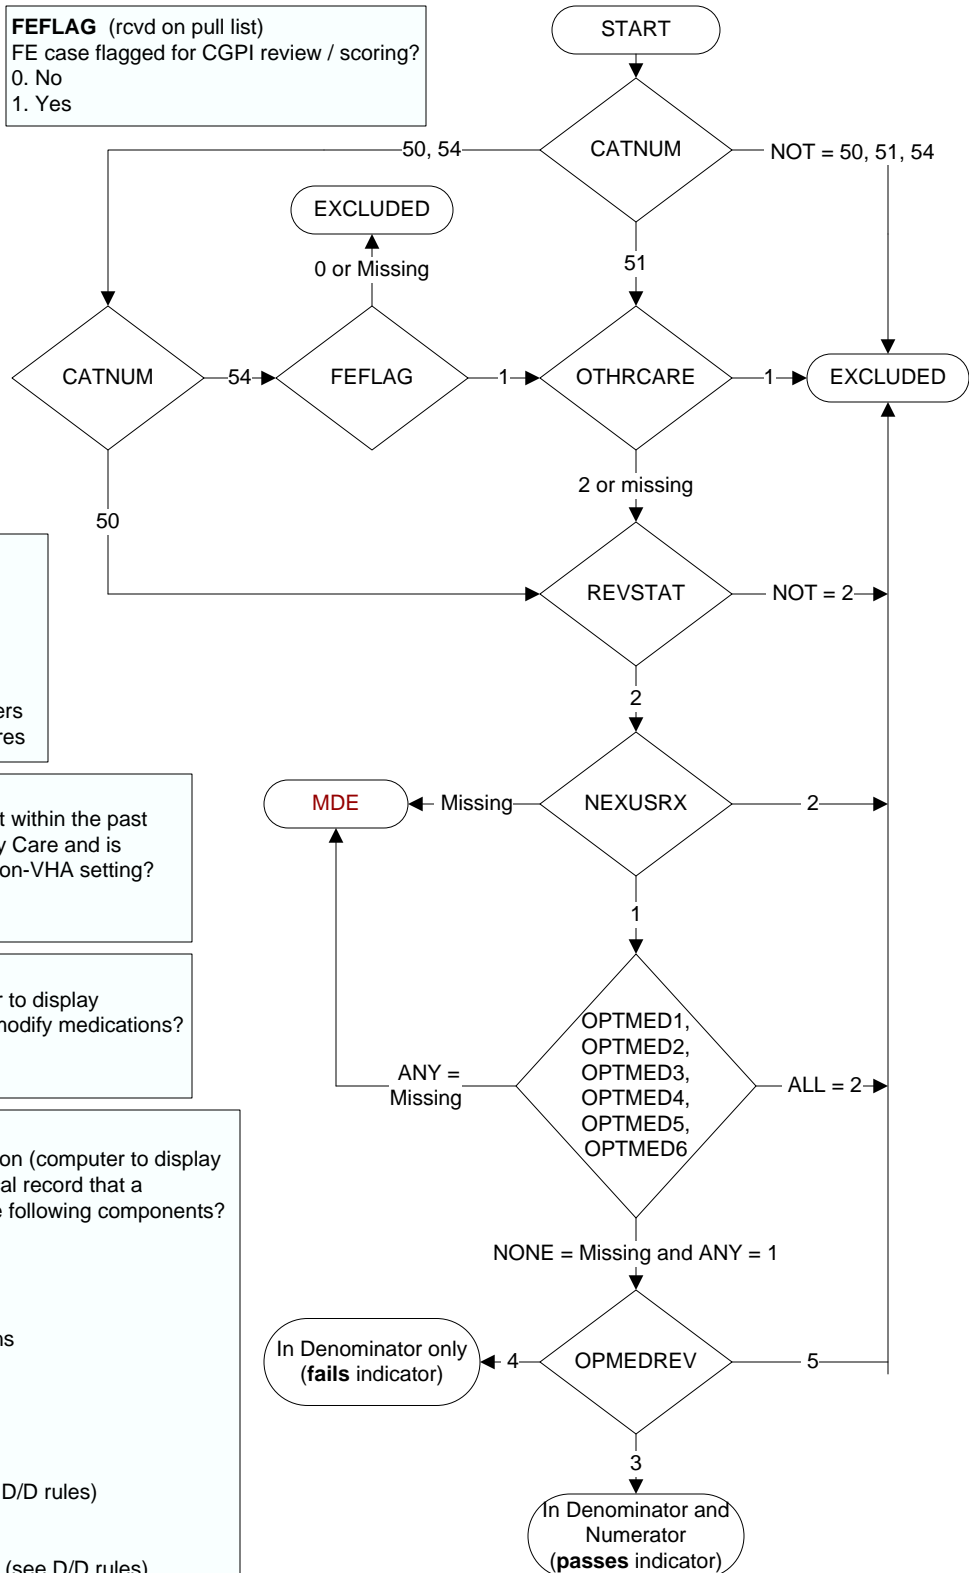 FEFLAG (rcvd on pull list)
FE case flagged for CGPI review / scoring?
0. No
1. Yes
START
CATNUM
50, 54
NOT = 50, 51, 54
EXCLUDED
0 or Missing
51
CATNUM
54
FEFLAG
1
OTHRCARE
1
EXCLUDED
2 or missing
50
REVSTAT
NOT = 2
ers
res
2
MDE
Missing
NEXUSRX
2
t within the past
y Care and is
on-VHA setting?
1
r to display
modify medications?
OPTMED1,
OPTMED2,
OPTMED3,
OPTMED4,
OPTMED5,
OPTMED6
ANY =
Missing
ALL = 2
on (computer to display
al record that a
e following components?
NONE = Missing and ANY = 1
ns
In Denominator only
(fails indicator)
4
OPMEDREV
5
3
D/D rules)
In Denominator and
Numerator
(passes indicator)
(see D/D rules)